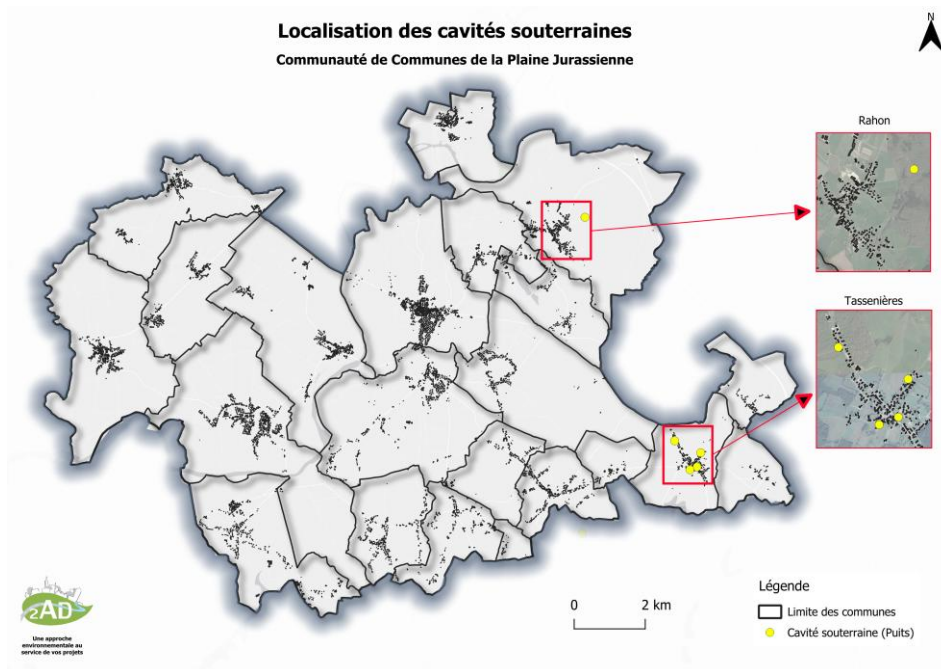 Localisation des cavités souterraines
Communauté de Communes de la Plaine Jurassienne
N
Rahon
Tassenières
0 2 km
Légende
Limite des communes
Cavité souterraine (Puits)
2AD
Une approche
environnementale au
service de vos projets